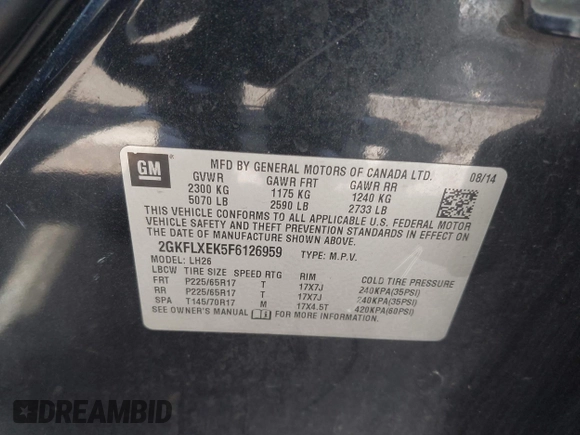 GM
MFD BY GENERAL MOTORS OF CANADA LTD. 08/14
GVWR GAWR FRT GAWR RR
2300 KG 1175 KG 1240 KG
5070 LB 2590 LB 2733 LB
THIS VEHICLE CONFORMS TO ALL APPLICABLE U.S. FEDERAL MOTOR
VEHICLE SAFETY AND THEFT PREVENTION STANDARDS IN
EFFECT ON THE DATE OF MANUFACTURE SHOWN ABOVE.
2GKFLXEK5F6126959 TYPE: M.P.V.
MODEL: LH26
LBCW TIRE SIZE SPEED RTG RIM COLD TIRE PRESSURE
FRT P225/65R17 T 17X7J 240KPA(35PSI)
RR P225/65R17 T 17X7J 240KPA(35PSI)
SPA T145/70R17 M 17X4.5T 420KPA(60PSI)
SEE OWNER'S MANUAL FOR MORE INFORMATION.
DREAMBID